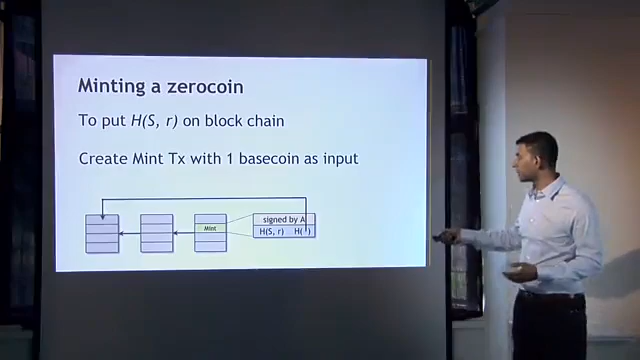 Minting a zerocoin
To put H(S, r) on block chain
Create Mint Tx with 1 basecoin as input
signed by A
Mint
H(S, r) H( )